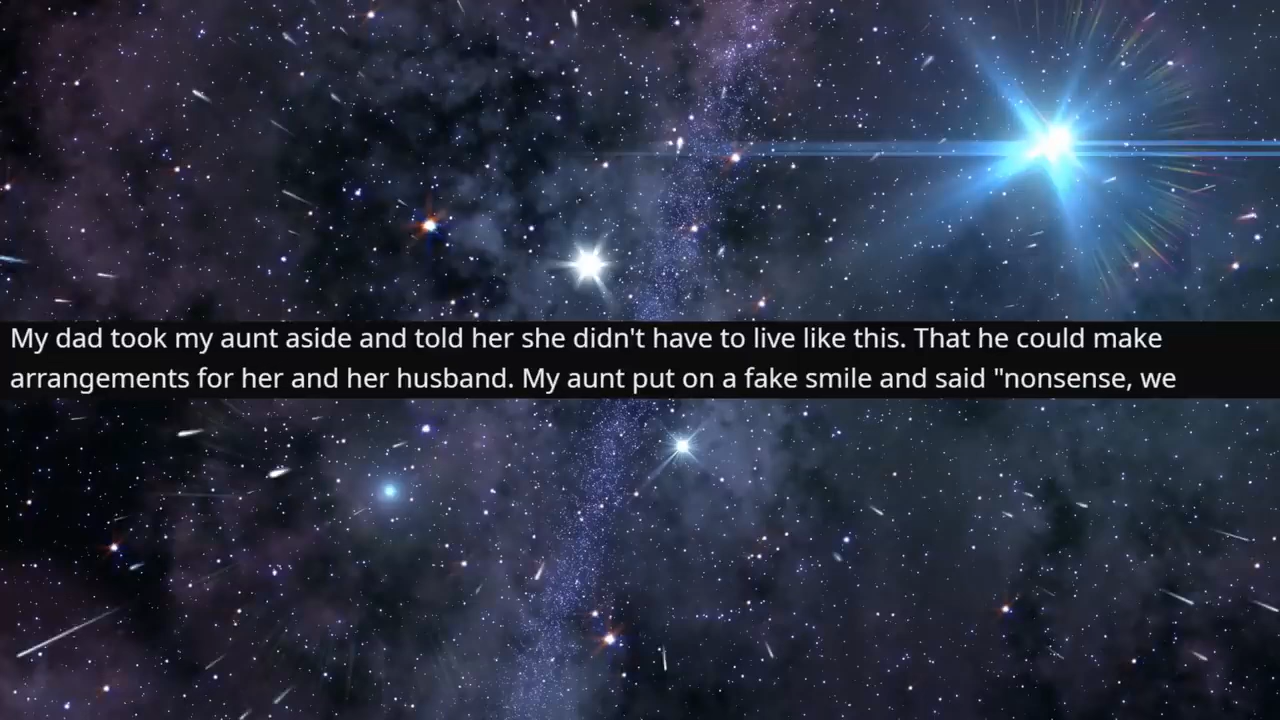 My dad took my aunt aside and told her she didn't have to live like this. That he could make
arrangements for her and her husband. My aunt put on a fake smile and said "nonsense, we